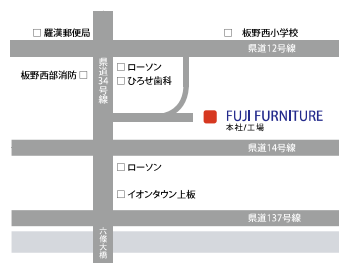 羅漢郵便局
板野西小学校
県道12号線
県道34号線
ローソン
ひろせ歯科
板野西部消防
FUJI FURNITURE
本社/工場
県道14号線
ローソン
イオンタウン上板
県道137号線
六條大橋